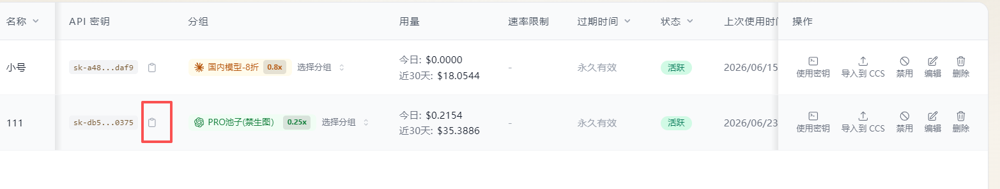 名称 API 密钥 分组 用量 速率限制 过期时间 状态 上次使用时间 操作
小号 sk-a48...daf9 国内模型-8折 0.8x 选择分组 今日: $0.0000 - 永久有效 活跃 2026/06/15 使用密钥 导入到 CCS 禁用 编辑 删除
近30天: $18.0544
111 sk-db5...0375 PRO池子(禁生图) 0.25x 选择分组 今日: $0.2154 - 永久有效 活跃 2026/06/23 使用密钥 导入到 CCS 禁用 编辑 删除
近30天: $35.3886